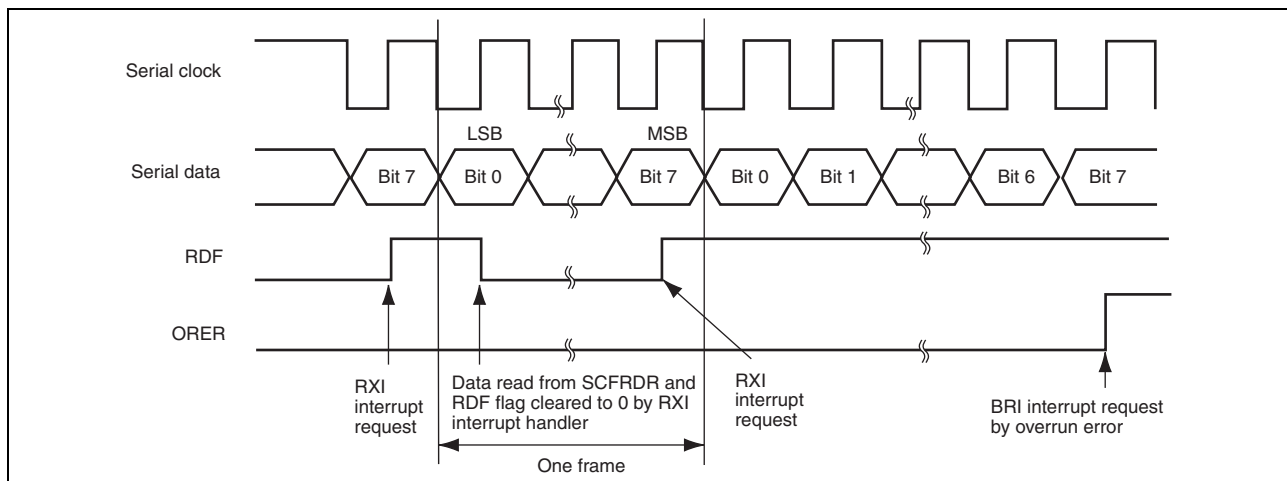 Serial clock
LSB
MSB
Serial data
Bit 7
Bit 0
Bit 7
Bit 0
Bit 1
Bit 6
Bit 7
RDF
ORER
RXI
interrupt
request
Data read from SCFRDR and
RDF flag cleared to 0 by RXI
interrupt handler
RXI
interrupt
request
BRI interrupt request
by overrun error
One frame